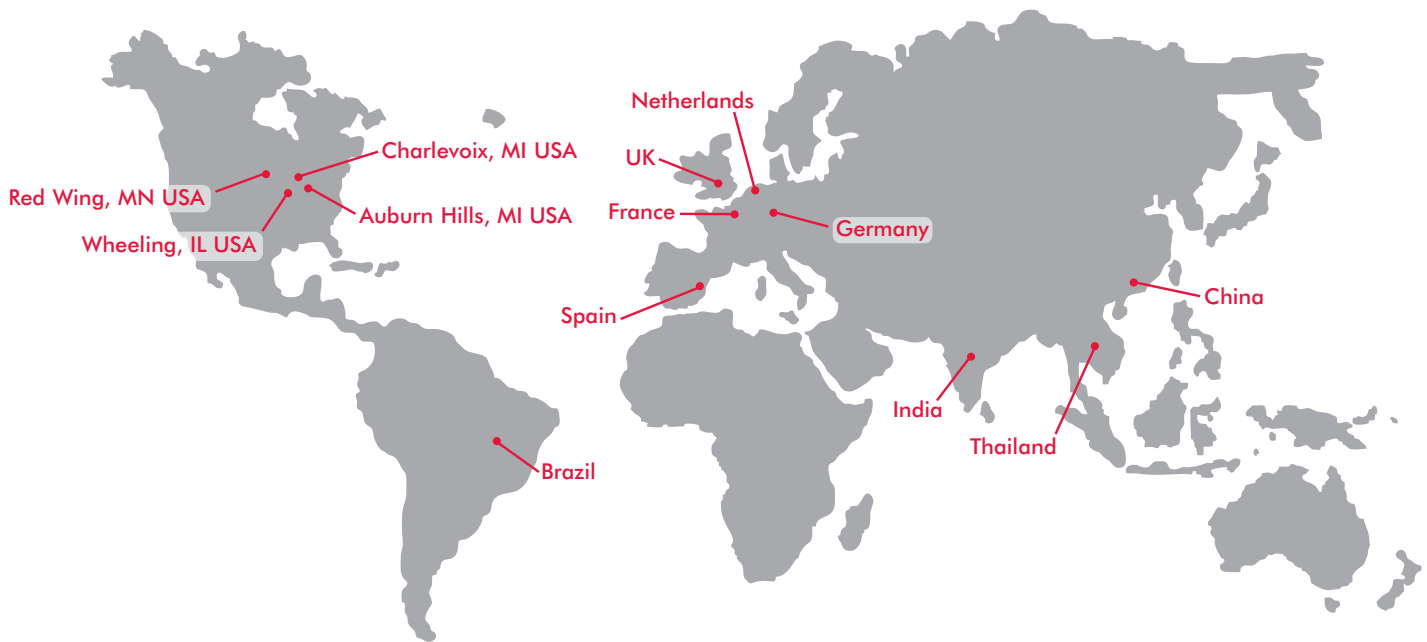 Netherlands
Charlevoix, MI USA
UK
Red Wing, MN USA
France
Auburn Hills, MI USA
Germany
Wheeling, IL USA
China
Spain
India
Thailand
Brazil